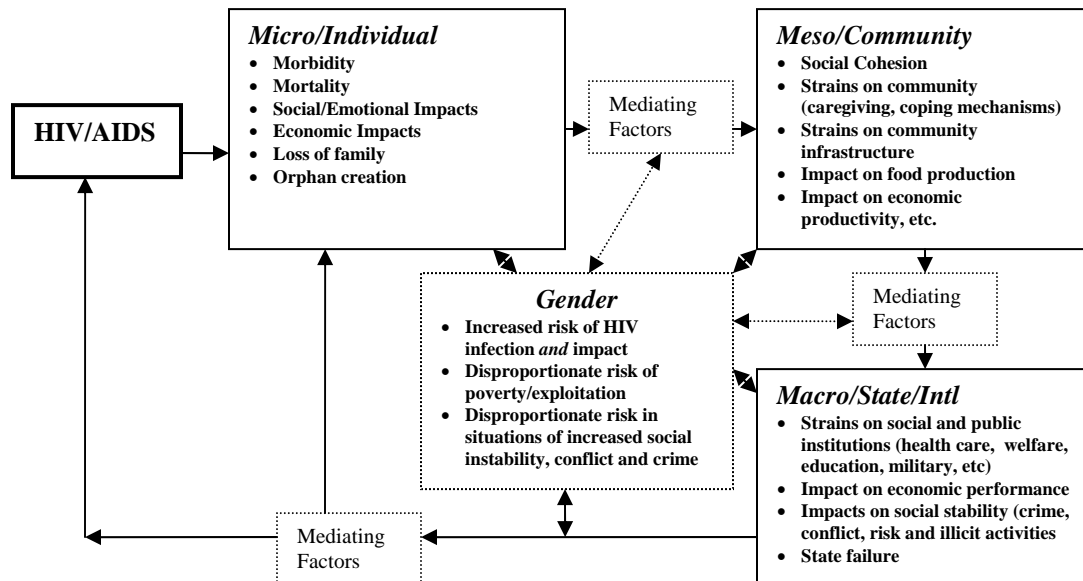 HIV/AIDS
Micro/Individual
• Morbidity
• Mortality
• Social/Emotional Impacts
• Economic Impacts
• Loss of family
• Orphan creation
Mediating
Factors
Meso/Community
• Social Cohesion
• Strains on community
(caregiving, coping mechanisms)
• Strains on community
infrastructure
• Impact on food production
• Impact on economic
productivity, etc.
Gender
• Increased risk of HIV
infection and impact
• Disproportionate risk of
poverty/exploitation
• Disproportionate risk in
situations of increased social
instability, conflict and crime
Mediating
Factors
Macro/State/Intl
• Strains on social and public
institutions (health care, welfare,
education, military, etc)
• Impact on economic performance
• Impacts on social stability (crime,
conflict, risk and illicit activities
• State failure
Mediating
Factors